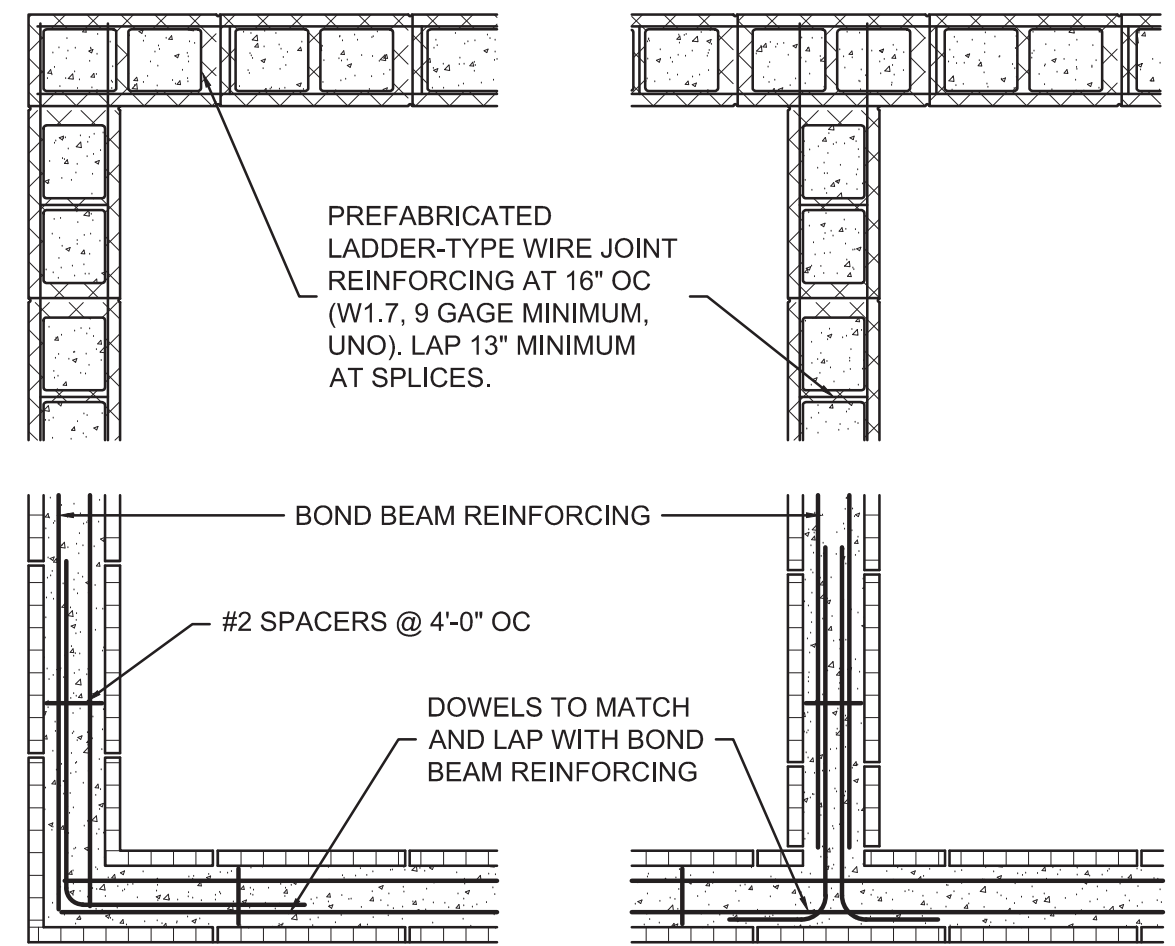 PREFABRICATED
LADDER-TYPE WIRE JOINT
REINFORCING AT 16" OC
(W1.7, 9 GAGE MINIMUM,
UNO). LAP 13" MINIMUM
AT SPLICES.
BOND BEAM REINFORCING
#2 SPACERS @ 4'-0" OC
DOWELS TO MATCH
AND LAP WITH BOND
BEAM REINFORCING